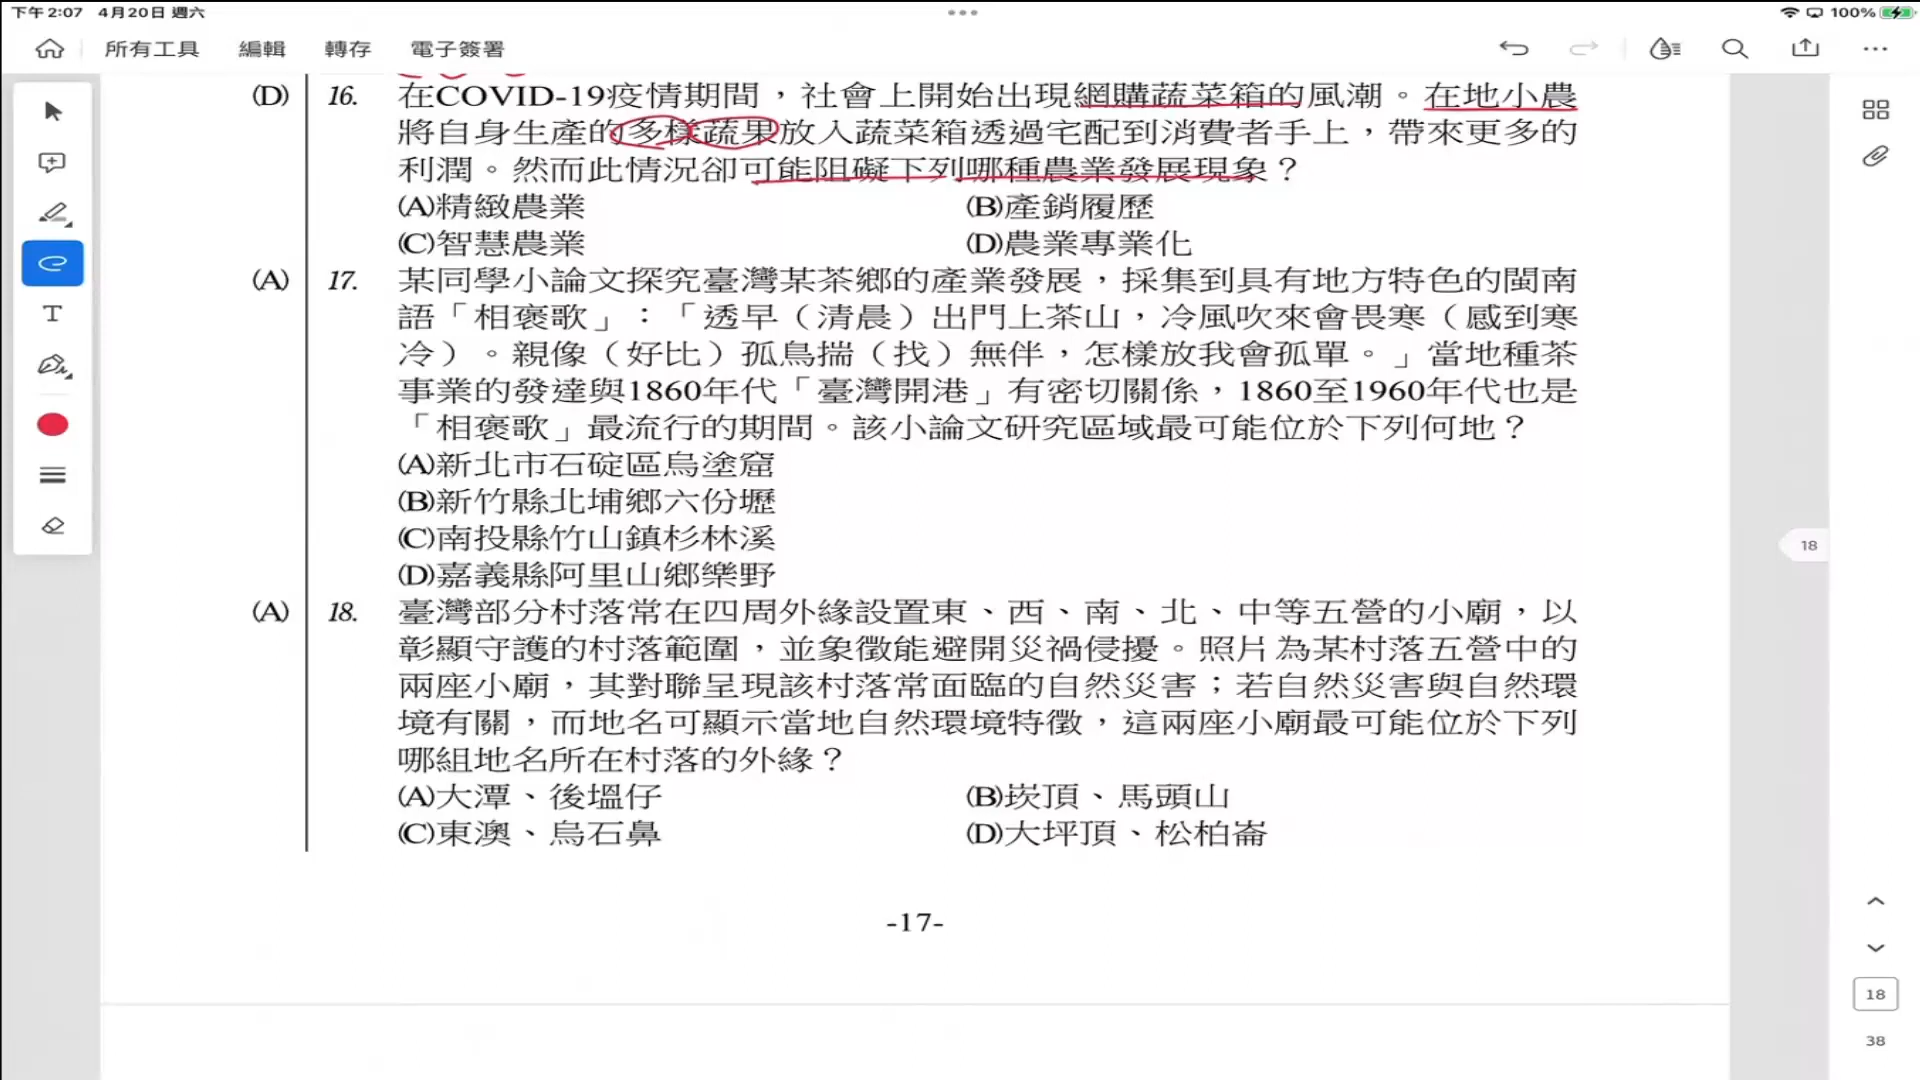 下午2:07 4月20日 週六
100%
所有工具 編輯 轉存 電子簽署
(D) 16. 在COVID-19疫情期間，社會上開始出現網購蔬菜箱的風潮。在地小農
將自身生產的多樣蔬果放入蔬菜箱透過宅配到消費者手上，帶來更多的
利潤。然而此情況卻可能阻礙下列哪種農業發展現象？
(A)精緻農業 (B)產銷履歷
(C)智慧農業 (D)農業專業化
(A) 17. 某同學小論文探究臺灣某茶鄉的產業發展，採集到具有地方特色的閩南
語「相褒歌」：「透早（清晨）出門上茶山，冷風吹來會畏寒（感到寒
冷）。親像（好比）孤鳥揣（找）無伴，怎樣放我會孤單。」當地種茶
事業的發達與1860年代「臺灣開港」有密切關係，1860至1960年代也是
「相褒歌」最流行的期間。該小論文研究區域最可能位於下列何地？
(A)新北市石碇區烏塗窟
(B)新竹縣北埔鄉六份壢
(C)南投縣竹山鎮杉林溪
(D)嘉義縣阿里山鄉樂野
(A) 18. 臺灣部分村落常在四周外緣設置東、西、南、北、中等五營的小廟，以
彰顯守護的村落範圍，並象徵能避開災禍侵擾。照片為某村落五營中的
兩座小廟，其對聯呈現該村落常面臨的自然災害；若自然災害與自然環
境有關，而地名可顯示當地自然環境特徵，這兩座小廟最可能位於下列
哪組地名所在村落的外緣？
(A)大潭、後塭仔 (B)崁頂、馬頭山
(C)東澳、烏石鼻 (D)大坪頂、松柏崙
-17-
T
18
18
38